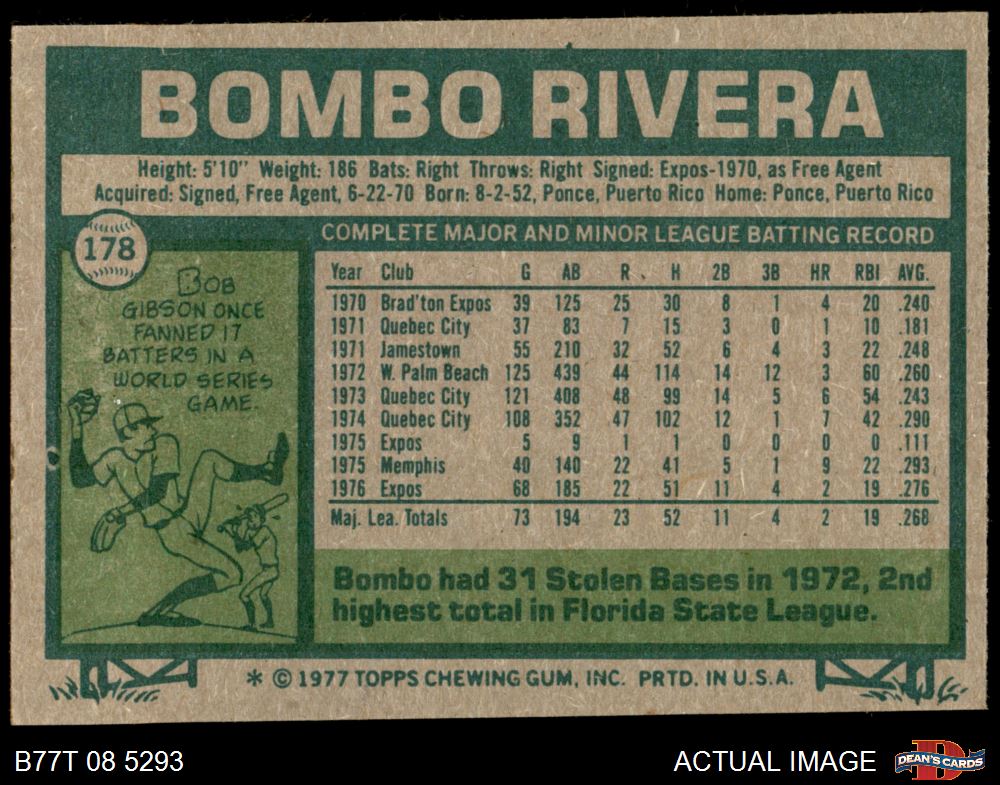 BOMBO RIVERA
Height: 5'10" Weight: 186 Bats: Right Throws: Right Signed: Expos-1970, as Free Agent
Acquired: Signed, Free Agent, 6-22-70 Born: 8-2-52, Ponce, Puerto Rico Home: Ponce, Puerto Rico
178
BOB
GIBSON ONCE
FANNED 17
BATTERS IN A
WORLD SERIES
GAME.
COMPLETE MAJOR AND MINOR LEAGUE BATTING RECORD
Year Club G AB R H 2B 3B HR RBI AVG.
1970 Brad'ton Expos 39 125 25 30 8 1 4 20 .240
1971 Quebec City 37 83 7 15 3 0 1 10 .181
1971 Jamestown 55 210 32 52 6 4 3 22 .248
1972 W. Palm Beach 125 439 44 114 14 12 3 60 .260
1973 Quebec City 121 408 48 99 14 5 6 54 .243
1974 Quebec City 108 352 47 102 12 1 7 42 .290
1975 Expos 5 9 1 1 0 0 0 0 .111
1975 Memphis 40 140 22 41 5 1 9 22 .293
1976 Expos 68 185 22 51 11 4 2 19 .276
Maj. Lea. Totals 73 194 23 52 11 4 2 19 .268
Bombo had 31 Stolen Bases in 1972, 2nd
highest total in Florida State League.
* © 1977 TOPPS CHEWING GUM, INC. PRTD. IN U.S.A.
B77T 08 5293
ACTUAL IMAGE
DEAN'S CARDS